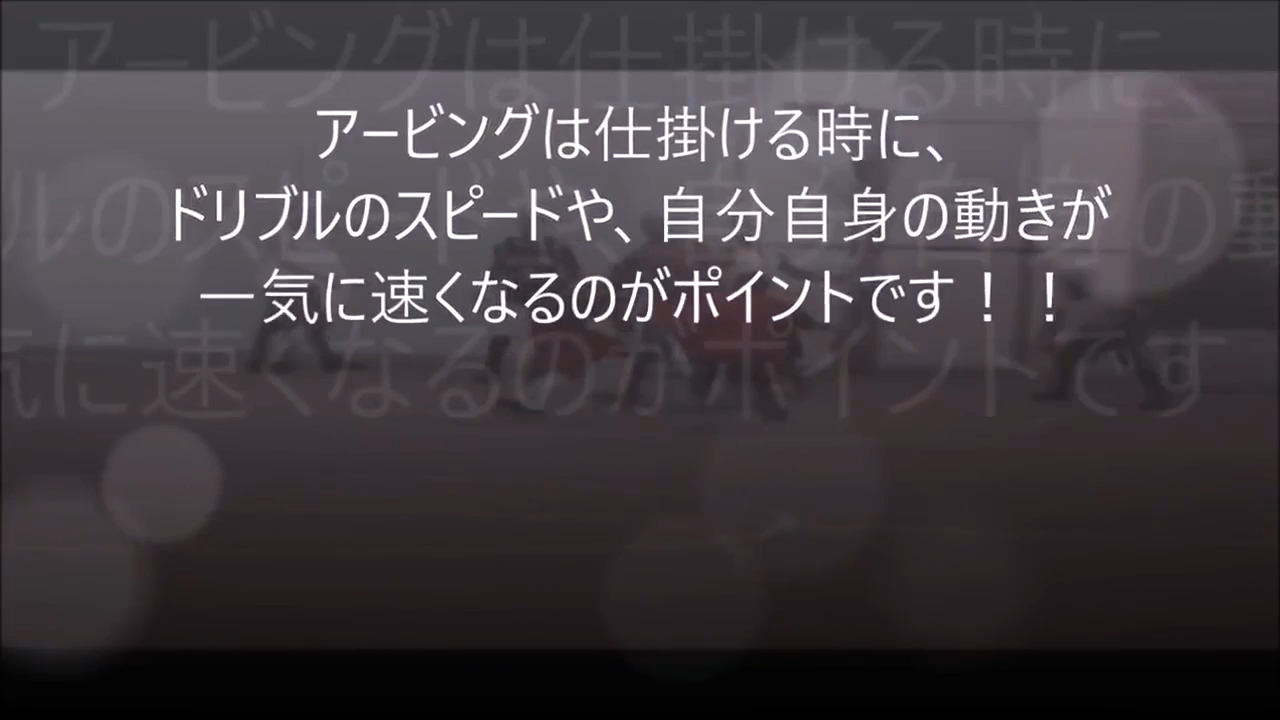 アービングは仕掛ける時に、
ドリブルのスピードや、自分自身の動きが
一気に速くなるのがポイントです！！